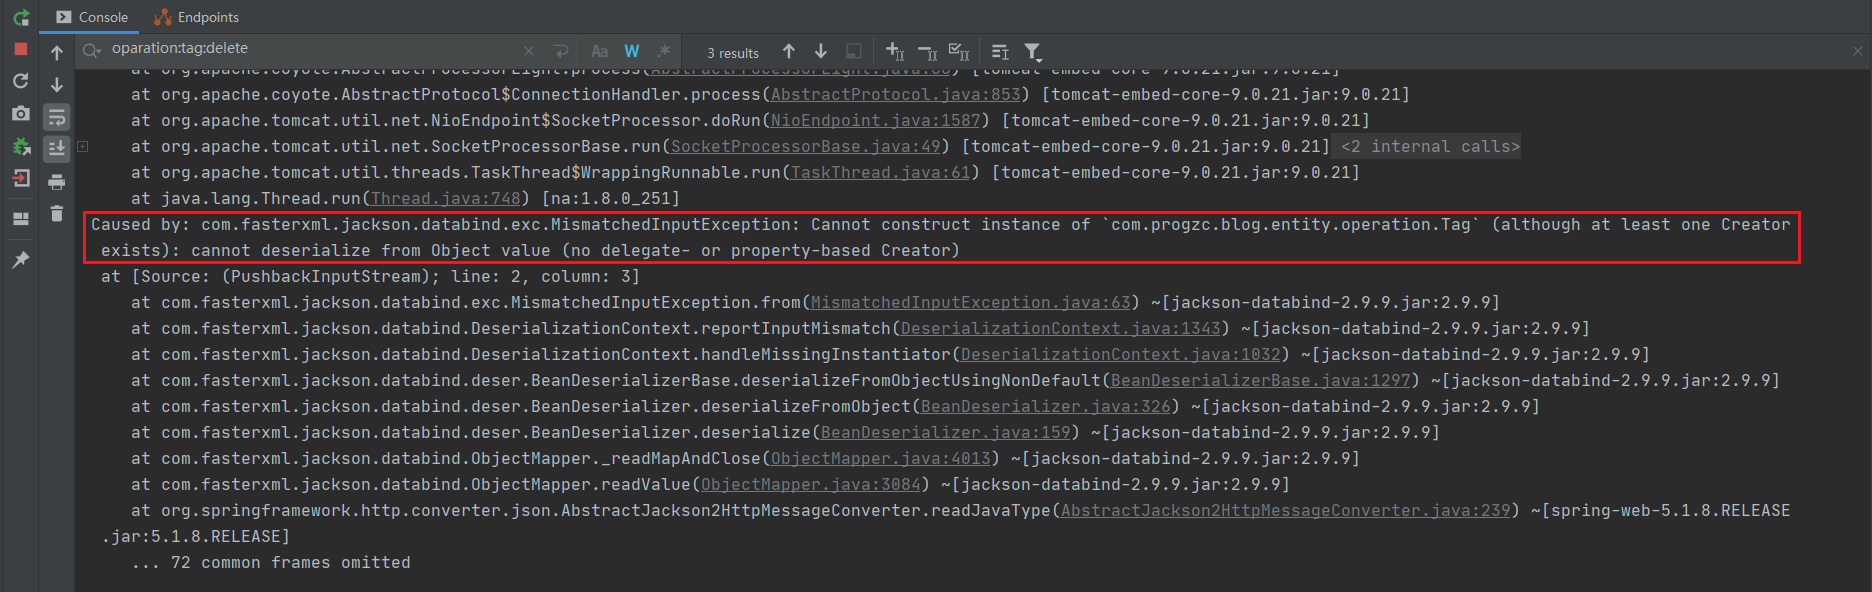 Console
Endpoints
oparation:tag:delete
Aa
W
.*
3 results
at org.apache.coyote.AbstractProcessorLight.process(AbstractProcessorLight.java:66) [tomcat-embed-core-9.0.21.jar:9.0.21]
at org.apache.coyote.AbstractProtocol$ConnectionHandler.process(AbstractProtocol.java:853) [tomcat-embed-core-9.0.21.jar:9.0.21]
at org.apache.tomcat.util.net.NioEndpoint$SocketProcessor.doRun(NioEndpoint.java:1587) [tomcat-embed-core-9.0.21.jar:9.0.21]
at org.apache.tomcat.util.net.SocketProcessorBase.run(SocketProcessorBase.java:49) [tomcat-embed-core-9.0.21.jar:9.0.21] <2 internal calls>
at org.apache.tomcat.util.threads.TaskThread$WrappingRunnable.run(TaskThread.java:61) [tomcat-embed-core-9.0.21.jar:9.0.21]
at java.lang.Thread.run(Thread.java:748) [na:1.8.0_251]
Caused by: com.fasterxml.jackson.databind.exc.MismatchedInputException: Cannot construct instance of `com.progzc.blog.entity.operation.Tag` (although at least one Creator
exists): cannot deserialize from Object value (no delegate- or property-based Creator)
at [Source: (PushbackInputStream); line: 2, column: 3]
at com.fasterxml.jackson.databind.exc.MismatchedInputException.from(MismatchedInputException.java:63) ~[jackson-databind-2.9.9.jar:2.9.9]
at com.fasterxml.jackson.databind.DeserializationContext.reportInputMismatch(DeserializationContext.java:1343) ~[jackson-databind-2.9.9.jar:2.9.9]
at com.fasterxml.jackson.databind.DeserializationContext.handleMissingInstantiator(DeserializationContext.java:1032) ~[jackson-databind-2.9.9.jar:2.9.9]
at com.fasterxml.jackson.databind.deser.BeanDeserializerBase.deserializeFromObjectUsingNonDefault(BeanDeserializerBase.java:1297) ~[jackson-databind-2.9.9.jar:2.9.9]
at com.fasterxml.jackson.databind.deser.BeanDeserializer.deserializeFromObject(BeanDeserializer.java:326) ~[jackson-databind-2.9.9.jar:2.9.9]
at com.fasterxml.jackson.databind.deser.BeanDeserializer.deserialize(BeanDeserializer.java:159) ~[jackson-databind-2.9.9.jar:2.9.9]
at com.fasterxml.jackson.databind.ObjectMapper._readMapAndClose(ObjectMapper.java:4013) ~[jackson-databind-2.9.9.jar:2.9.9]
at com.fasterxml.jackson.databind.ObjectMapper.readValue(ObjectMapper.java:3084) ~[jackson-databind-2.9.9.jar:2.9.9]
at org.springframework.http.converter.json.AbstractJackson2HttpMessageConverter.readJavaType(AbstractJackson2HttpMessageConverter.java:239) ~[spring-web-5.1.8.RELEASE
.jar:5.1.8.RELEASE]
... 72 common frames omitted